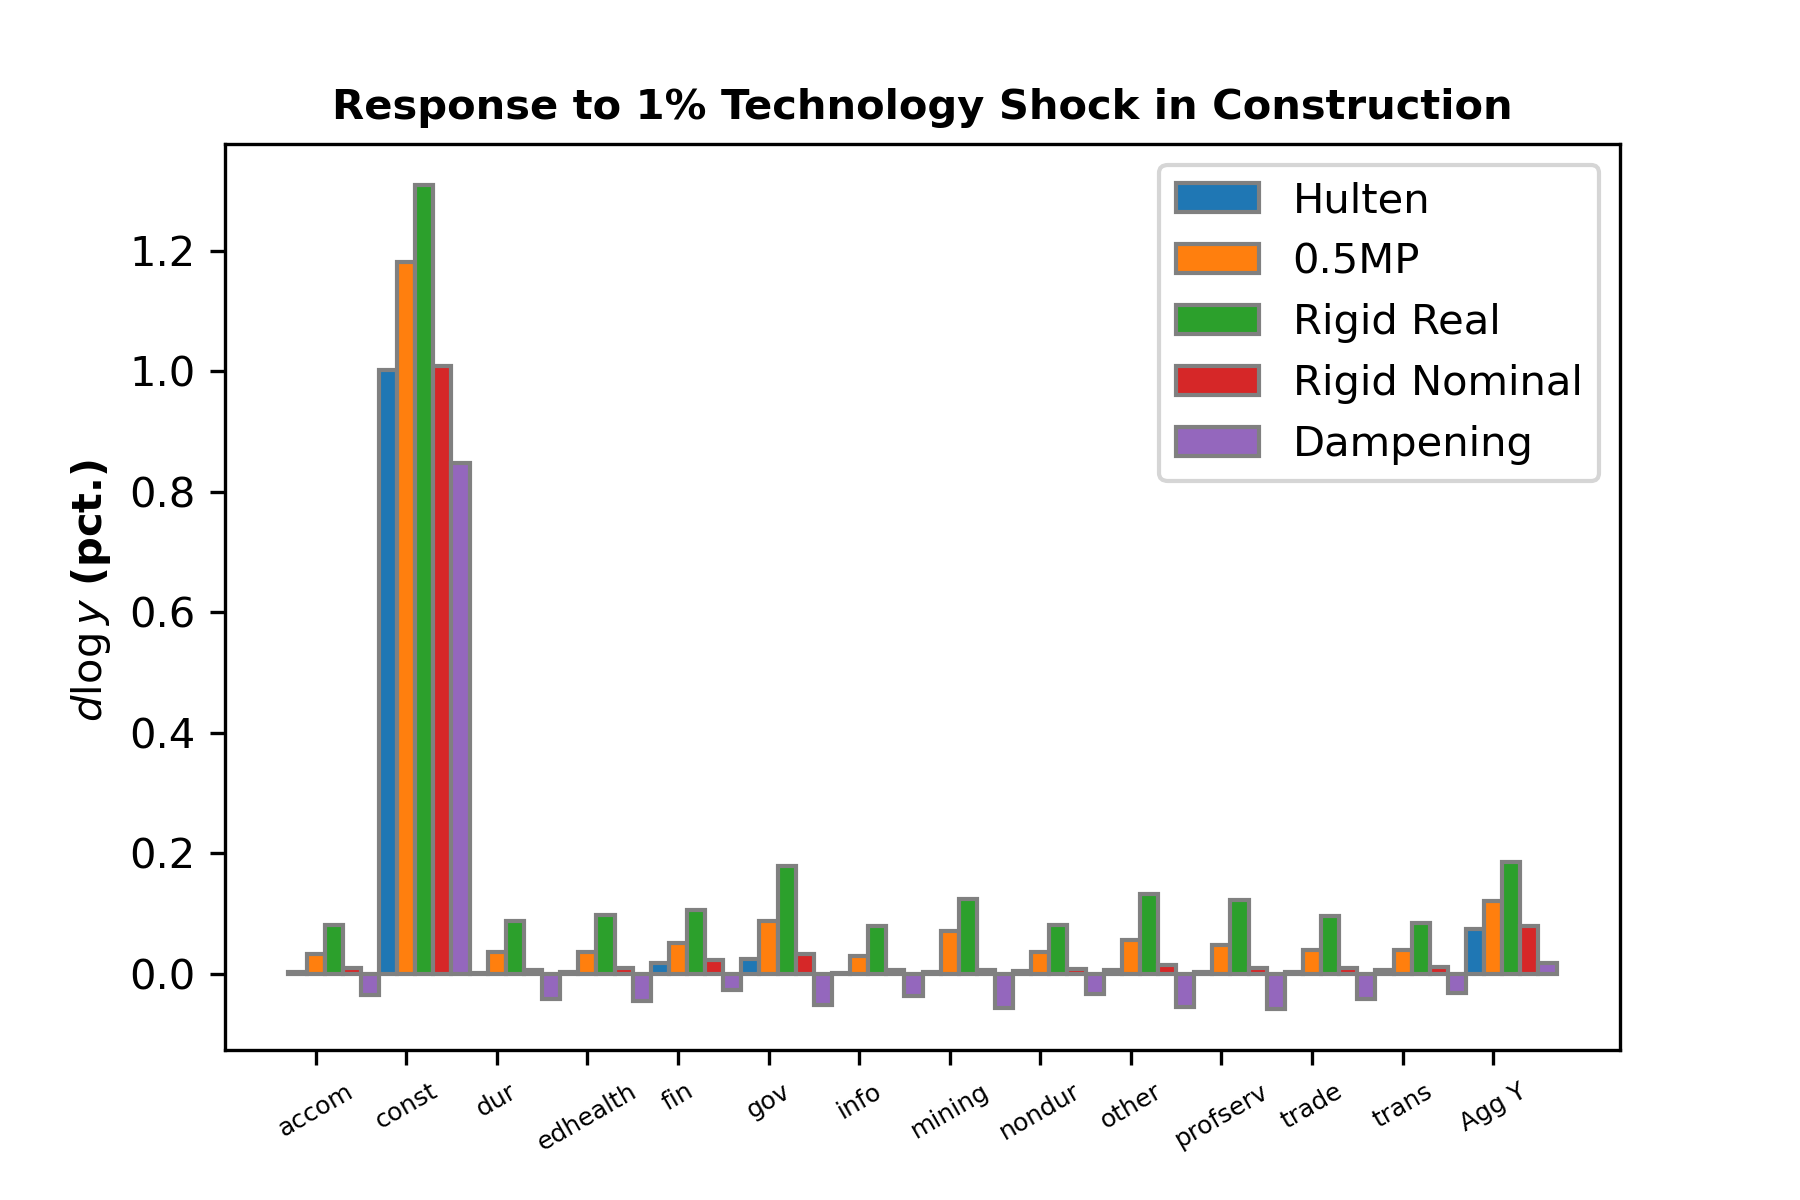 Response to 1% Technology Shock in Construction
Hulten
0.5MP
Rigid Real
Rigid Nominal
Dampening
dlog y (pct.)
1.2
1.0
0.8
0.6
0.4
0.2
0.0
accom
const
dur
edhealth
fin
gov
info
mining
nondur
other
profserv
trade
trans
Agg Y